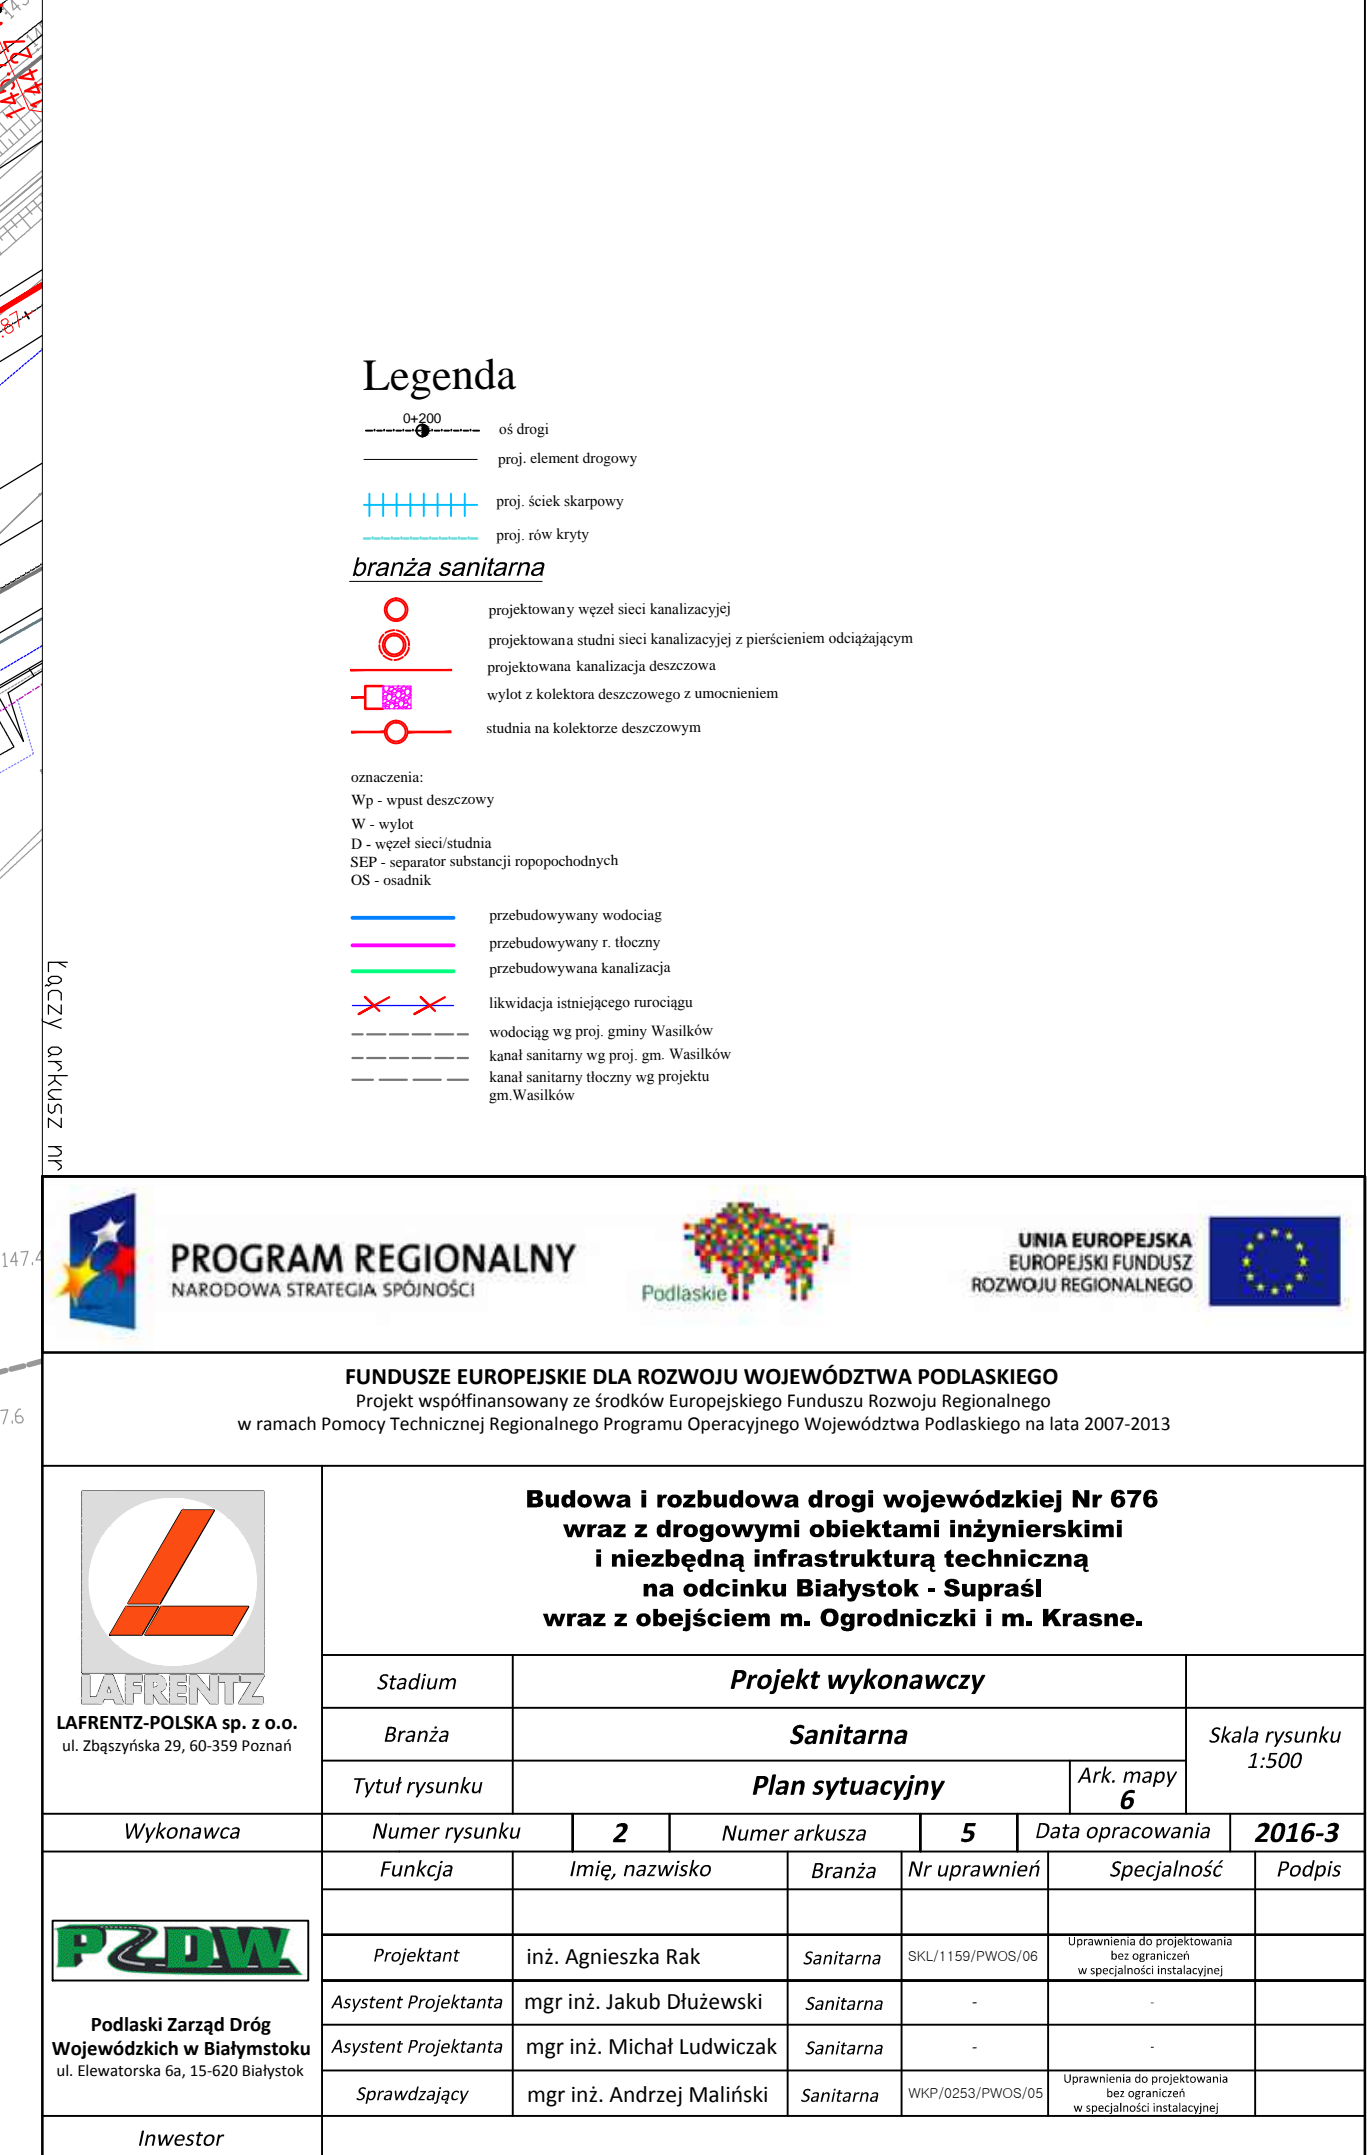 144.27
.87
147.4
7.6
Łączy arkusz nr
Legenda
0+200
oś drogi
proj. element drogowy
proj. ściek skarpowy
proj. rów kryty
branża sanitarna
projektowany węzeł sieci kanalizacyjej
projektowana studni sieci kanalizacyjej z pierścieniem odciążającym
projektowana kanalizacja deszczowa
wylot z kolektora deszczowego z umocnieniem
studnia na kolektorze deszczowym
oznaczenia:
Wp - wpust deszczowy
W - wylot
D - węzeł sieci/studnia
SEP - separator substancji ropopochodnych
OS - osadnik
przebudowywany wodociag
przebudowywany r. tłoczny
przebudowywana kanalizacja
likwidacja istniejącego rurociągu
wodociąg wg proj. gminy Wasilków
kanał sanitarny wg proj. gm. Wasilków
kanał sanitarny tłoczny wg projektu
gm.Wasilków
PROGRAM REGIONALNY
NARODOWA STRATEGIA SPÓJNOŚCI
Podlaskie
UNIA EUROPEJSKA
EUROPEJSKI FUNDUSZ
ROZWOJU REGIONALNEGO
FUNDUSZE EUROPEJSKIE DLA ROZWOJU WOJEWÓDZTWA PODLASKIEGO
Projekt współfinansowany ze środków Europejskiego Funduszu Rozwoju Regionalnego
w ramach Pomocy Technicznej Regionalnego Programu Operacyjnego Województwa Podlaskiego na lata 2007-2013
LAFRENTZ
LAFRENTZ-POLSKA sp. z o.o.
ul. Zbąszyńska 29, 60-359 Poznań
Budowa i rozbudowa drogi wojewódzkiej Nr 676
wraz z drogowymi obiektami inżynierskimi
i niezbędną infrastrukturą techniczną
na odcinku Białystok - Supraśl
wraz z obejściem m. Ogrodniczki i m. Krasne.
Stadium Projekt wykonawczy
Branża Sanitarna
Skala rysunku
1:500
Tytuł rysunku Plan sytuacyjny
Ark. mapy
6
Wykonawca Numer rysunku 2 Numer arkusza 5 Data opracowania 2016-3
Funkcja Imię, nazwisko Branża Nr uprawnień Specjalność Podpis
Projektant inż. Agnieszka Rak Sanitarna SKL/1159/PWOS/06
Uprawnienia do projektowania
bez ograniczeń
w specjalności instalacyjnej
Asystent Projektanta mgr inż. Jakub Dłużewski Sanitarna - -
Asystent Projektanta mgr inż. Michał Ludwiczak Sanitarna - -
Sprawdzający mgr inż. Andrzej Maliński Sanitarna WKP/0253/PWOS/05
Uprawnienia do projektowania
bez ograniczeń
w specjalności instalacyjnej
PZDW
Podlaski Zarząd Dróg
Wojewódzkich w Białymstoku
ul. Elewatorska 6a, 15-620 Białystok
Inwestor